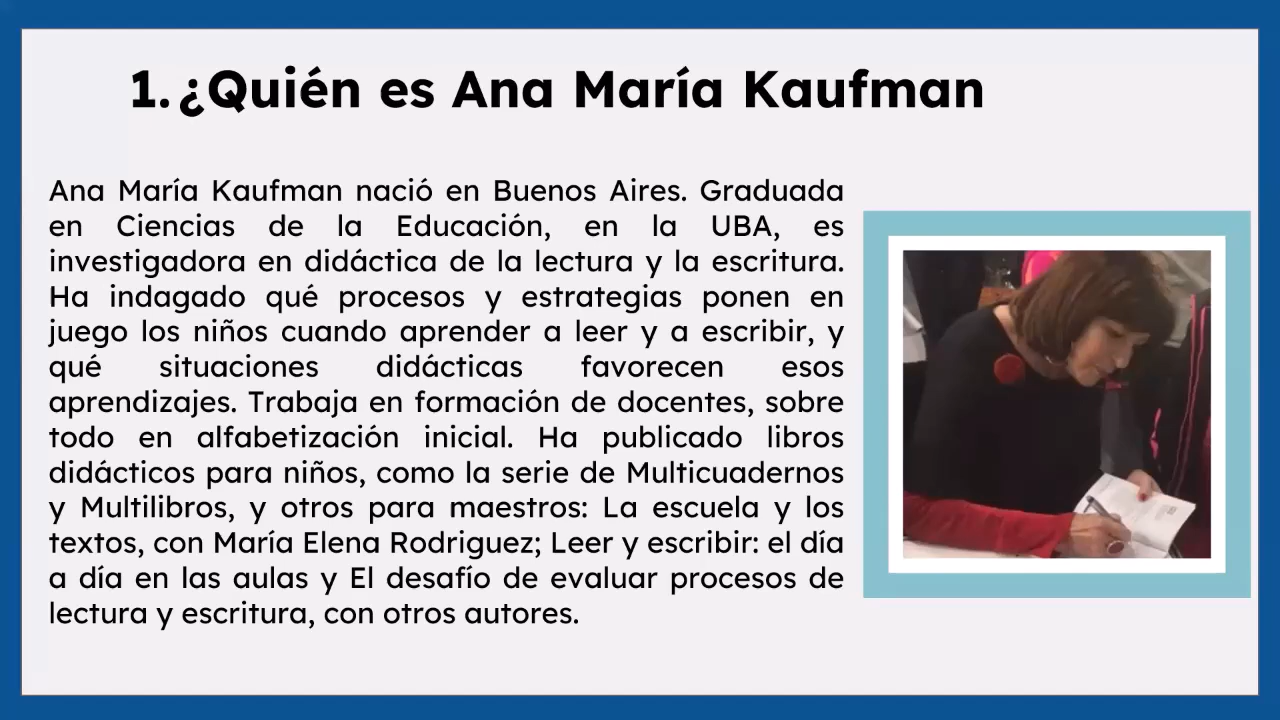 1. ¿Quién es Ana María Kaufman
Ana María Kaufman nació en Buenos Aires. Graduada
en Ciencias de la Educación, en la UBA, es
investigadora en didáctica de la lectura y la escritura.
Ha indagado qué procesos y estrategias ponen en
juego los niños cuando aprender a leer y a escribir, y
qué situaciones didácticas favorecen esos
aprendizajes. Trabaja en formación de docentes, sobre
todo en alfabetización inicial. Ha publicado libros
didácticos para niños, como la serie de Multicuadernos
y Multilibros, y otros para maestros: La escuela y los
textos, con María Elena Rodriguez; Leer y escribir: el día
a día en las aulas y El desafío de evaluar procesos de
lectura y escritura, con otros autores.